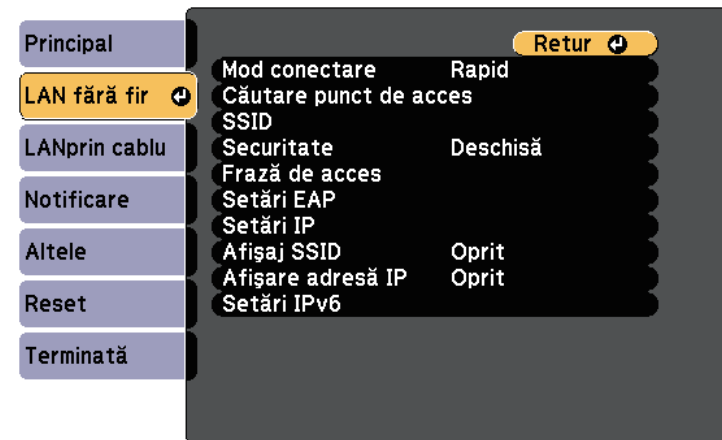 Principal
LAN fără fir
LANprin cablu
Notificare
Altele
Reset
Terminată
Retur
Mod conectare Rapid
Căutare punct de acces
SSID
Securitate Deschisă
Frază de acces
Setări EAP
Setări IP
Afişaj SSID Oprit
Afişare adresă IP Oprit
Setări IPv6